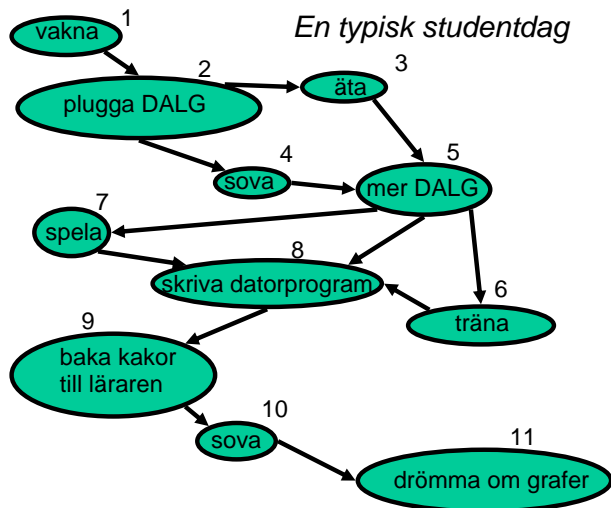 En typisk studentdag
1
vakna
2
plugga DALG
3
äta
4
sova
5
mer DALG
7
spela
8
skriva datorprogram
6
träna
9
baka kakor
till läraren
10
sova
11
drömma om grafer